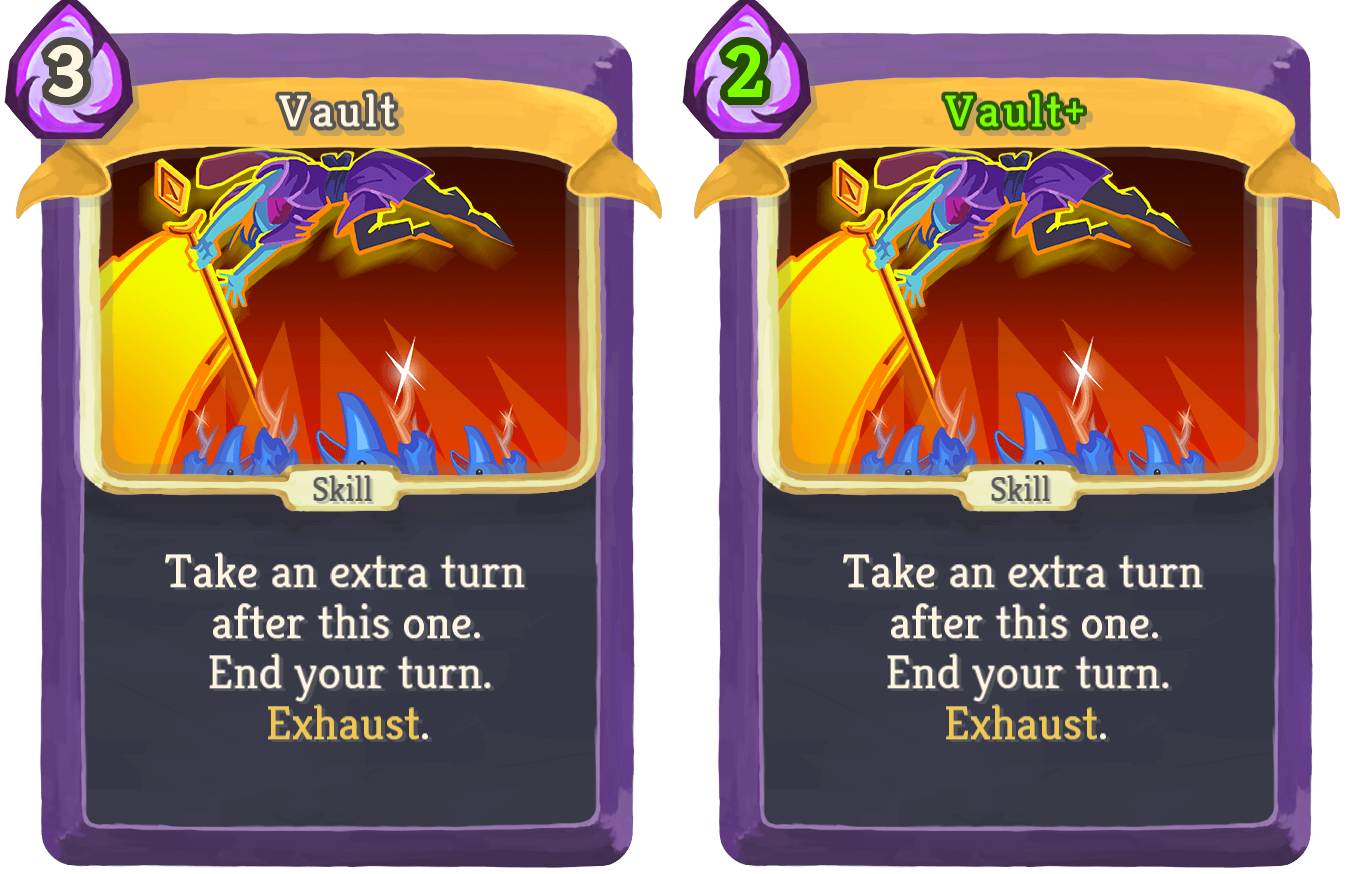 3
Vault
Skill
Take an extra turn
after this one.
End your turn.
Exhaust.
2
Vault+
Skill
Take an extra turn
after this one.
End your turn.
Exhaust.